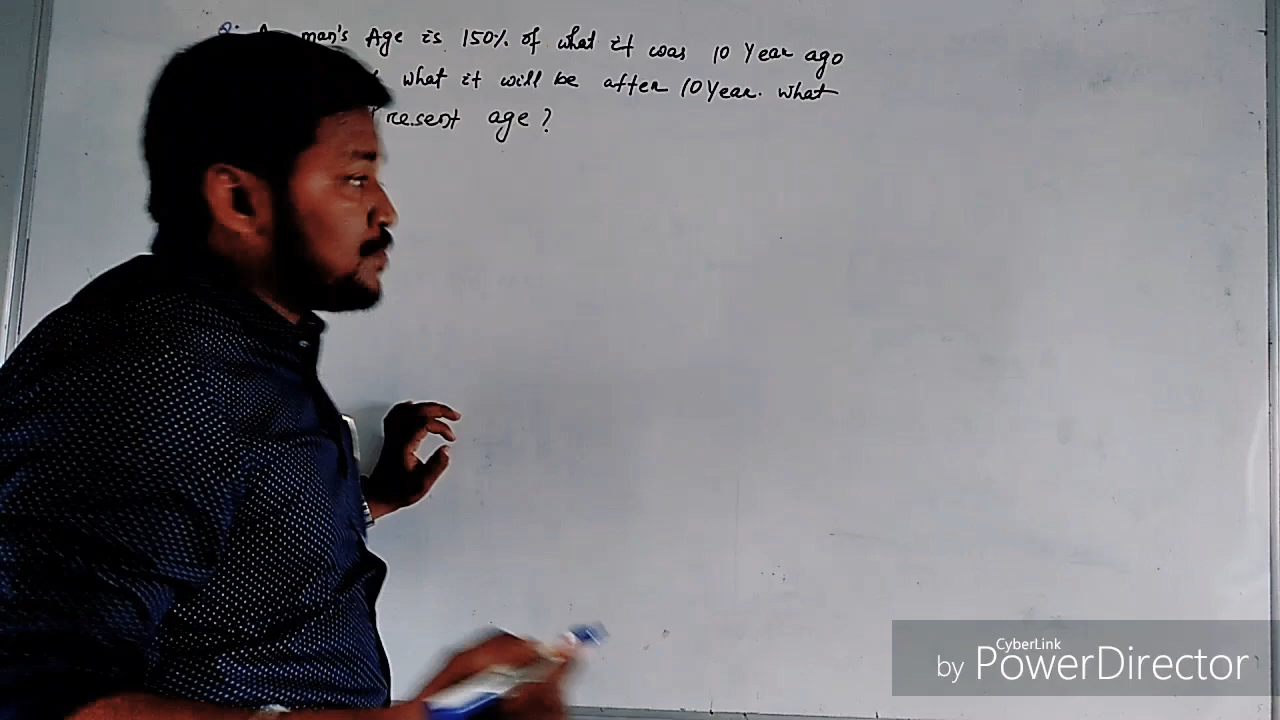 Q. A man's Age is 150% of what it was 10 Year ago
what it will be after 10 Year. what
resent age?
CyberLink
by PowerDirector